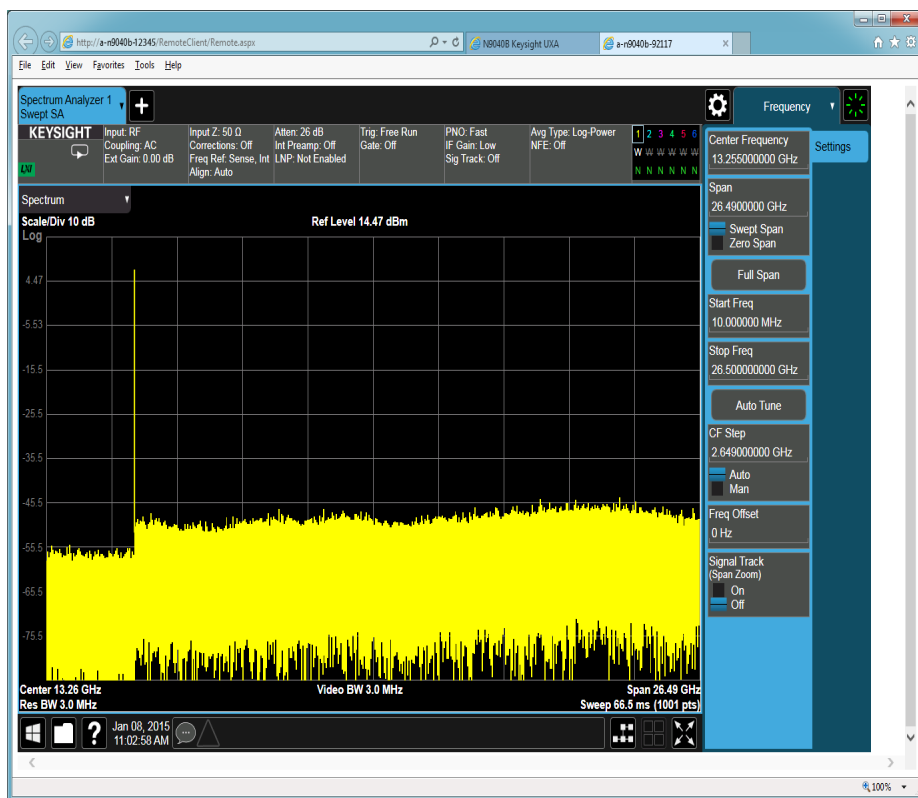 http://a-n9040b-12345/RemoteClient/Remote.aspx
N9040B Keysight UXA
a-n9040b-92117
File Edit View Favorites Tools Help
Spectrum Analyzer 1
Swept SA
Frequency
KEYSIGHT
LXI
Input: RF
Coupling: AC
Ext Gain: 0.00 dB
Input Z: 50 Ω
Corrections: Off
Freq Ref: Sense, Int
Align: Auto
Atten: 26 dB
Int Preamp: Off
LNP: Not Enabled
Trig: Free Run
Gate: Off
PNO: Fast
IF Gain: Low
Sig Track: Off
Avg Type: Log-Power
NFE: Off
1 2 3 4 5 6
W W W W W W
N N N N N N
Spectrum
Scale/Div 10 dB
Ref Level 14.47 dBm
Log
4.47
-5.53
-15.5
-25.5
-35.5
-45.5
-55.5
-65.5
-75.5
Center 13.26 GHz
Video BW 3.0 MHz
Span 26.49 GHz
Res BW 3.0 MHz
Sweep 66.5 ms (1001 pts)
?
Jan 08, 2015
11:02:58 AM
Center Frequency
13.255000000 GHz
Settings
Span
26.4900000 GHz
Swept Span
Zero Span
Full Span
Start Freq
10.000000 MHz
Stop Freq
26.500000000 GHz
Auto Tune
CF Step
2.649000000 GHz
Auto
Man
Freq Offset
0 Hz
Signal Track
(Span Zoom)
On
Off
100%